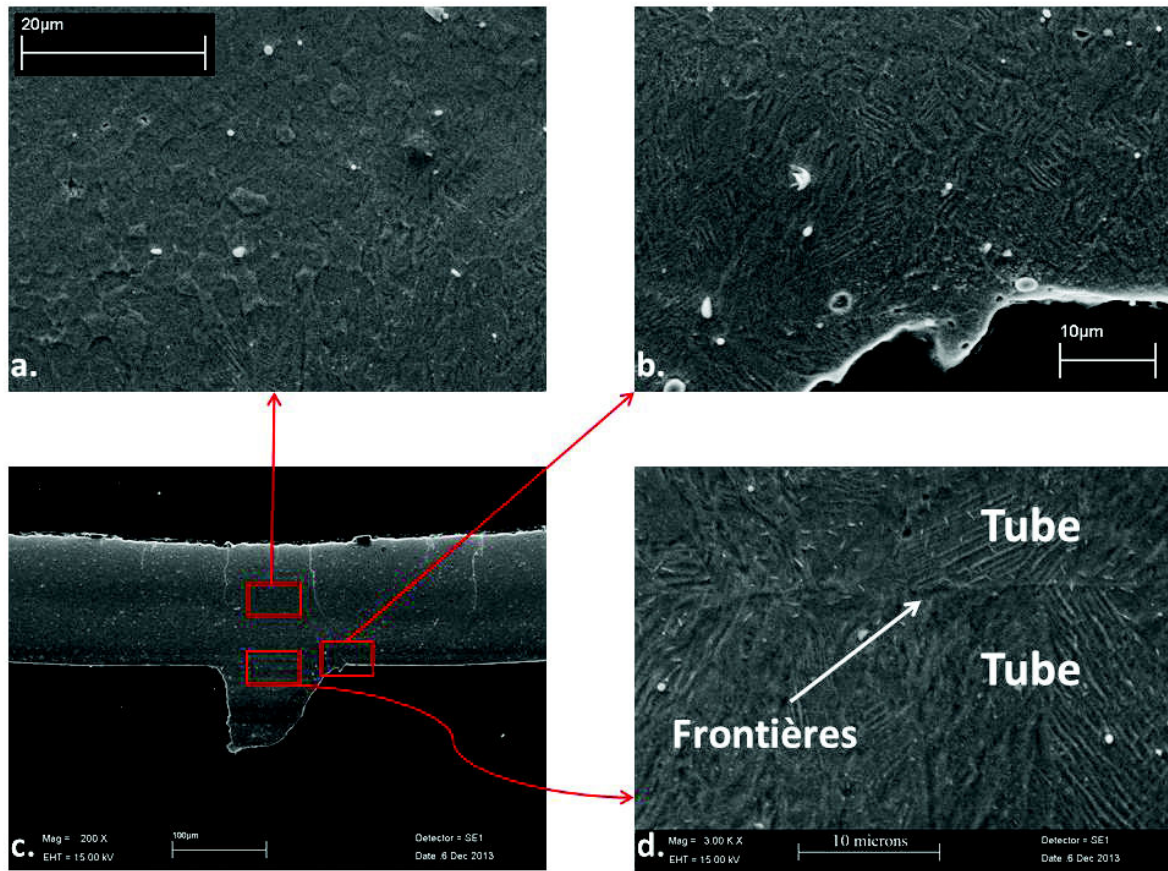 20µm
a.
b.
10µm
c.
Mag = 200 X
EHT = 15.00 kV
100µm
Detector = SE1
Date :6 Dec 2013
Tube
Tube
Frontières
d.
Mag = 3.00 K X
EHT = 15.00 kV
10 microns
Detector = SE1
Date :6 Dec 2013